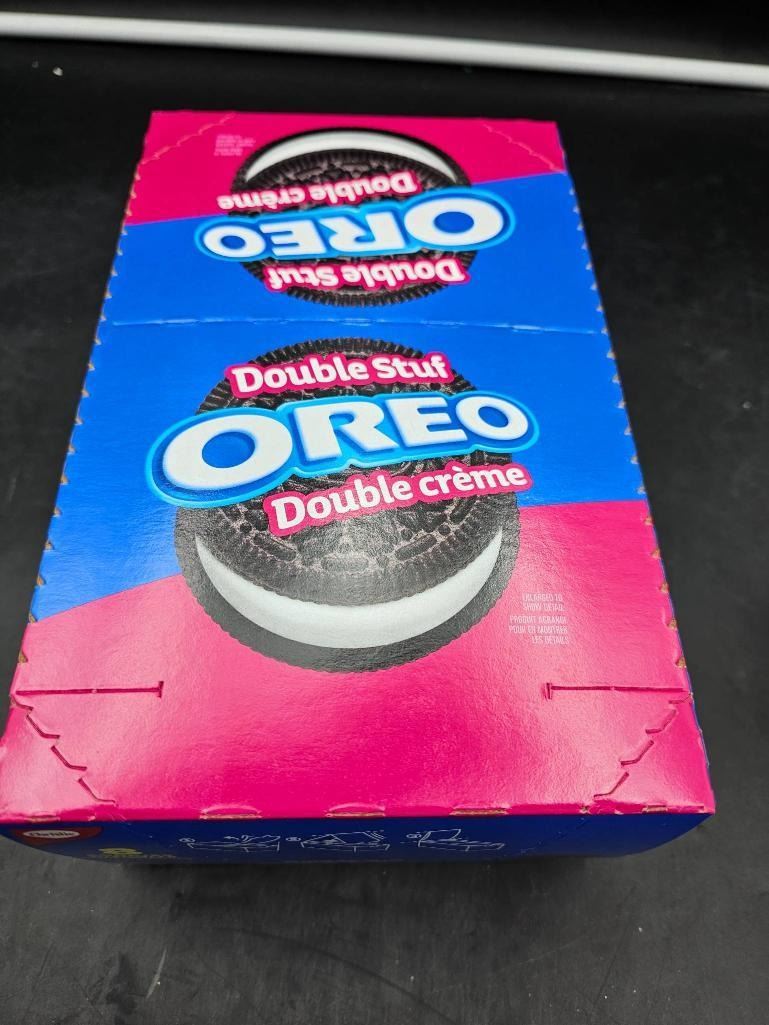 Double crème
OREO
Double Stuf
Double Stuf
OREO
Double crème
ENLARGED TO
SHOW DETAIL
PRODUIT AGRANDI
POUR EN MONTRER
LES DÉTAILS
Christie